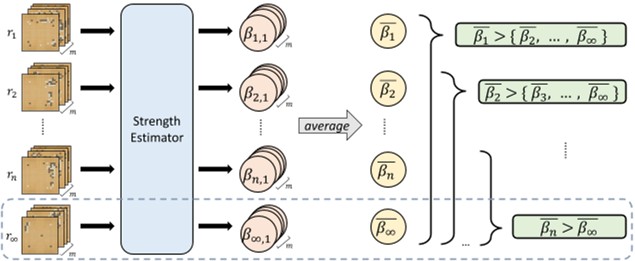 r₁ m β₁,₁ m β̄₁ β̄₁ > { β̄₂, … , β̄∞ }
r₂ m β₂,₁ m β̄₂ β̄₂ > { β̄₃, … , β̄∞ }
Strength
Estimator
average
rₙ m βₙ,₁ m β̄ₙ
r∞ m β∞,₁ m β̄∞ ... β̄ₙ > β̄∞